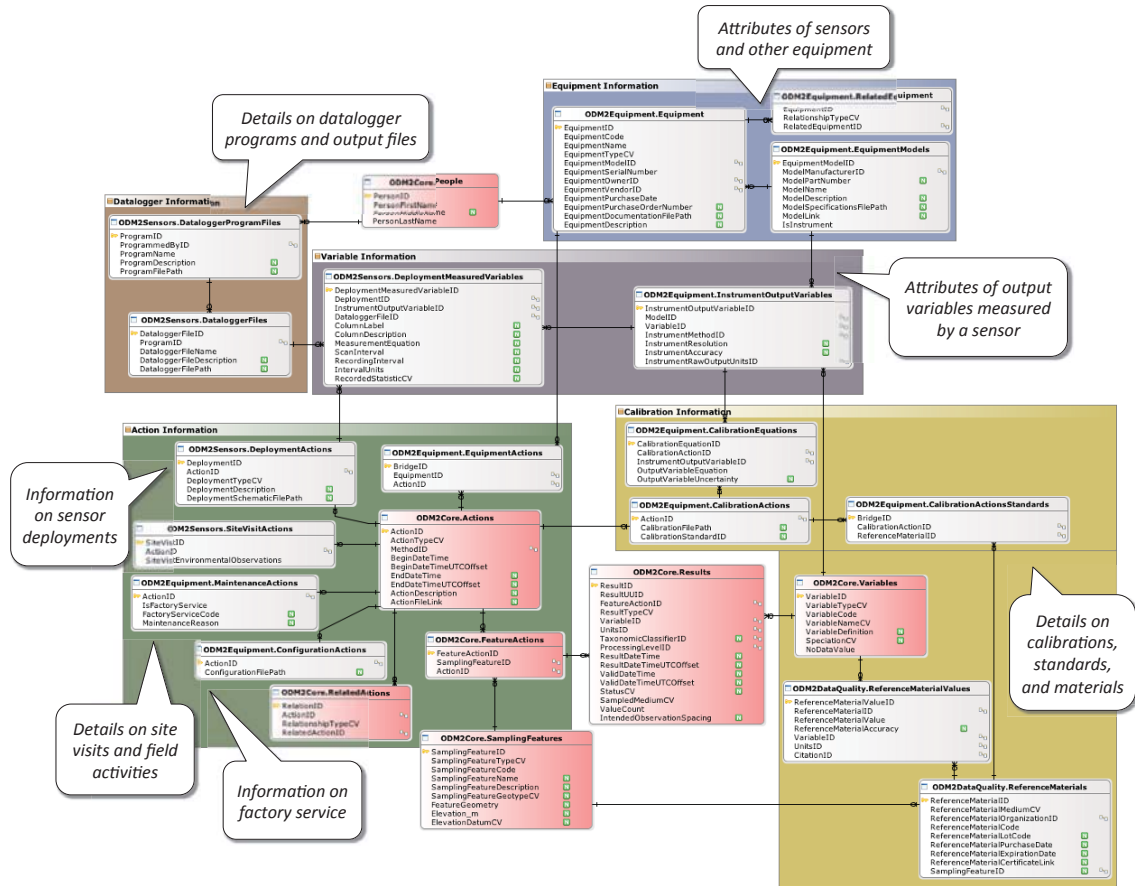 Attributes of sensors
and other equipment
Details on datalogger
programs and output files
Equipment Information
ODM2Equipment.Equipment
EquipmentID
EquipmentCode
EquipmentName
EquipmentTypeCV
EquipmentModelID
EquipmentSerialNumber
EquipmentOwnerID
EquipmentVendorID
EquipmentPurchaseDate
EquipmentPurchaseOrderNumber N
EquipmentDocumentationFilePath N
EquipmentDescription N
ODM2Equipment.RelatedEquipment
EquipmentID
RelationshipTypeCV
RelatedEquipmentID
ODM2Equipment.EquipmentModels
EquipmentModelID
ModelManufacturerID
ModelPartNumber N
ModelName
ModelDescription N
ModelSpecificationsFilePath N
ModelLink N
IsInstrument
ODM2Core.People
PersonID
PersonFirstName
PersonMiddleName N
PersonLastName
Datalogger Information
ODM2Sensors.DataloggerProgramFiles
ProgramID
ProgrammedByID
ProgramName
ProgramDescription N
ProgramFilePath N
ODM2Sensors.DataloggerFiles
DataloggerFileID
ProgramID
DataloggerFileName
DataloggerFileDescription N
DataloggerFilePath N
Variable Information
ODM2Sensors.DeploymentMeasuredVariables
DeploymentMeasuredVariableID
DeploymentID
InstrumentOutputVariableID
DataloggerFileID
ColumnLabel N
ColumnDescription N
MeasurementEquation N
ScanInterval N
RecordingInterval N
IntervalUnits N
RecordedStatisticCV N
ODM2Equipment.InstrumentOutputVariables
InstrumentOutputVariableID
ModelID
VariableID
InstrumentMethodID
InstrumentResolution N
InstrumentAccuracy N
InstrumentRawOutputUnitsID
Attributes of output
variables measured
by a sensor
Action Information
ODM2Sensors.DeploymentActions
DeploymentID
ActionID
DeploymentTypeCV
DeploymentDescription N
DeploymentSchematicFilePath N
ODM2Equipment.EquipmentActions
BridgeID
EquipmentID
ActionID
Information
on sensor
deployments
ODM2Sensors.SiteVisitActions
SiteVistID
ActionID
SiteVistEnvironmentalObservations
ODM2Core.Actions
ActionID
ActionTypeCV
MethodID
BeginDateTime
BeginDateTimeUTCOffset
EndDateTime N
EndDateTimeUTCOffset N
ActionDescription N
ActionFileLink N
ODM2Equipment.MaintenanceActions
ActionID
IsFactoryService
FactoryServiceCode N
MaintenanceReason N
ODM2Equipment.ConfigurationActions
ActionID
ConfigurationFilePath N
ODM2Core.FeatureActions
FeatureActionID
SamplingFeatureID
ActionID
ODM2Core.RelatedActions
RelationID
ActionID
RelationshipTypeCV
RelatedActionID
Details on site
visits and field
activities
Information on
factory service
ODM2Core.SamplingFeatures
SamplingFeatureID
SamplingFeatureTypeCV
SamplingFeatureCode
SamplingFeatureName N
SamplingFeatureDescription N
SamplingFeatureGeotypeCV N
FeatureGeometry N
Elevation_m N
ElevationDatumCV N
ODM2Core.Results
ResultID
ResultUUID
FeatureActionID
ResultTypeCV
VariableID
UnitsID
TaxonomicClassifierID N
ProcessingLevelID
ResultDateTime N
ResultDateTimeUTCOffset N
ValidDateTime N
ValidDateTimeUTCOffset N
StatusCV N
SampledMediumCV
ValueCount
IntendedObservationSpacing N
Calibration Information
ODM2Equipment.CalibrationEquations
CalibrationEquationID
CalibrationActionID
InstrumentOutputVariableID
OutputVariableEquation
OutputVariableUncertainty N
ODM2Equipment.CalibrationActions
ActionID
CalibrationFilePath N
CalibrationStandardID N
ODM2Equipment.CalibrationActionsStandards
BridgeID
CalibrationActionID
ReferenceMaterialID
ODM2Core.Variables
VariableID
VariableTypeCV
VariableCode
VariableNameCV
VariableDefinition N
SpeciationCV N
NoDataValue
Details on
calibrations,
standards,
and materials
ODM2DataQuality.ReferenceMaterialValues
ReferenceMaterialValueID
ReferenceMaterialID
ReferenceMaterialValue
ReferenceMaterialAccuracy N
VariableID
UnitsID
CitationID
ODM2DataQuality.ReferenceMaterials
ReferenceMaterialID
ReferenceMaterialMediumCV
ReferenceMaterialOrganizationID
ReferenceMaterialCode
ReferenceMaterialLotCode N
ReferenceMaterialPurchaseDate N
ReferenceMaterialExpirationDate N
ReferenceMaterialCertificateLink N
SamplingFeatureID N